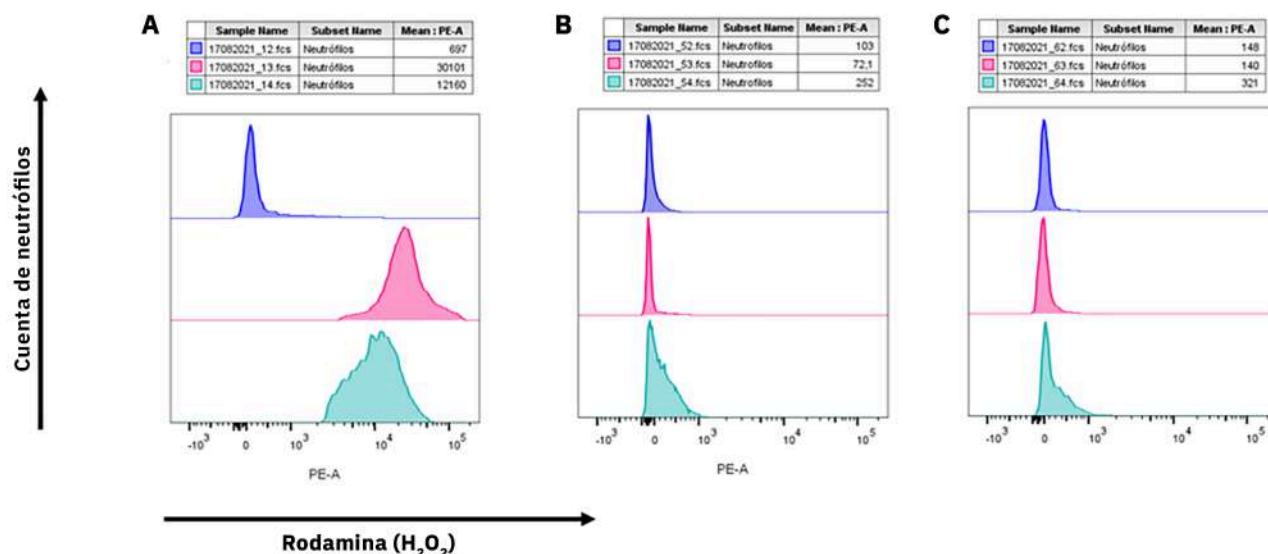 A
Sample Name Subset Name Mean : PE-A
17082021_12.fcs Neutrófilos 697
17082021_13.fcs Neutrófilos 30101
17082021_14.fcs Neutrófilos 12160
-10³ 0 10³ 10⁴ 10⁵
PE-A
B
Sample Name Subset Name Mean : PE-A
17082021_52.fcs Neutrofilos 103
17082021_53.fcs Neutrofilos 72,1
17082021_54.fcs Neutrofilos 252
-10³ 0 10³ 10⁴ 10⁵
PE-A
C
Sample Name Subset Name Mean : PE-A
17082021_62.fcs Neutrófilos 148
17082021_63.fcs Neutrófilos 140
17082021_64.fcs Neutrófilos 321
-10³ 0 10³ 10⁴ 10⁵
Cuenta de neutrófilos
Rodamina (H₂O₂)